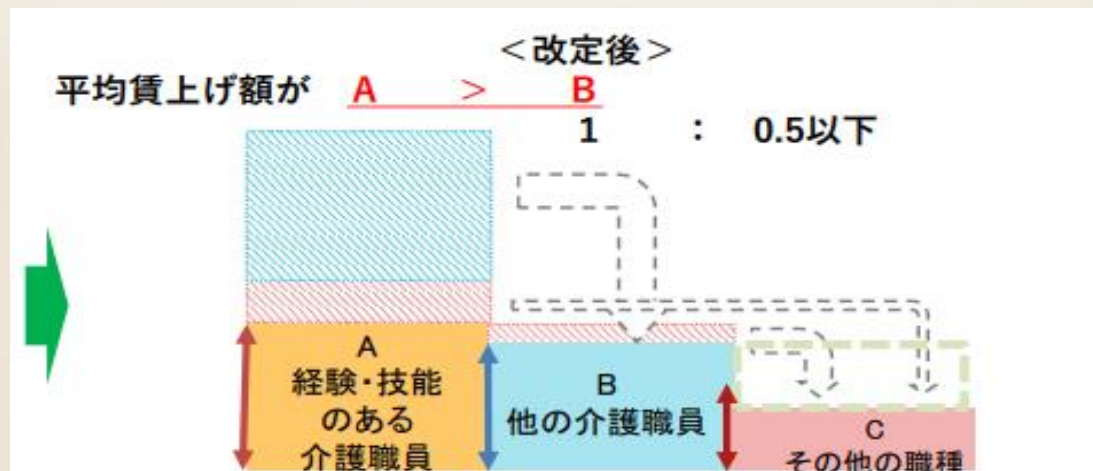 ＜改定後＞
平均賃上げ額が A ＞ B
1 ： 0.5以下
A
経験・技能
のある
介護職員
B
他の介護職員
C
その他の職種